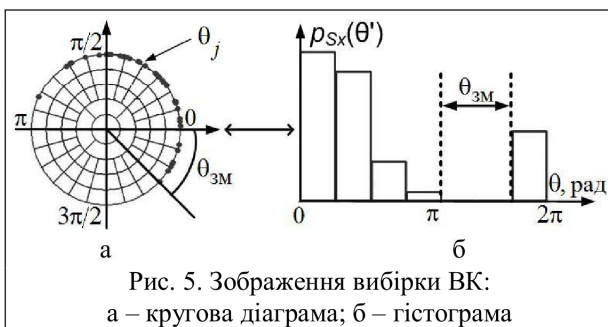 π/2
θj
π
0
θзм
3π/2
а
pSx(θ')
θзм
θ, рад
0
π
2π
б
Рис. 5. Зображення вибірки ВК:
а – кругова діаграма; б – гістограма